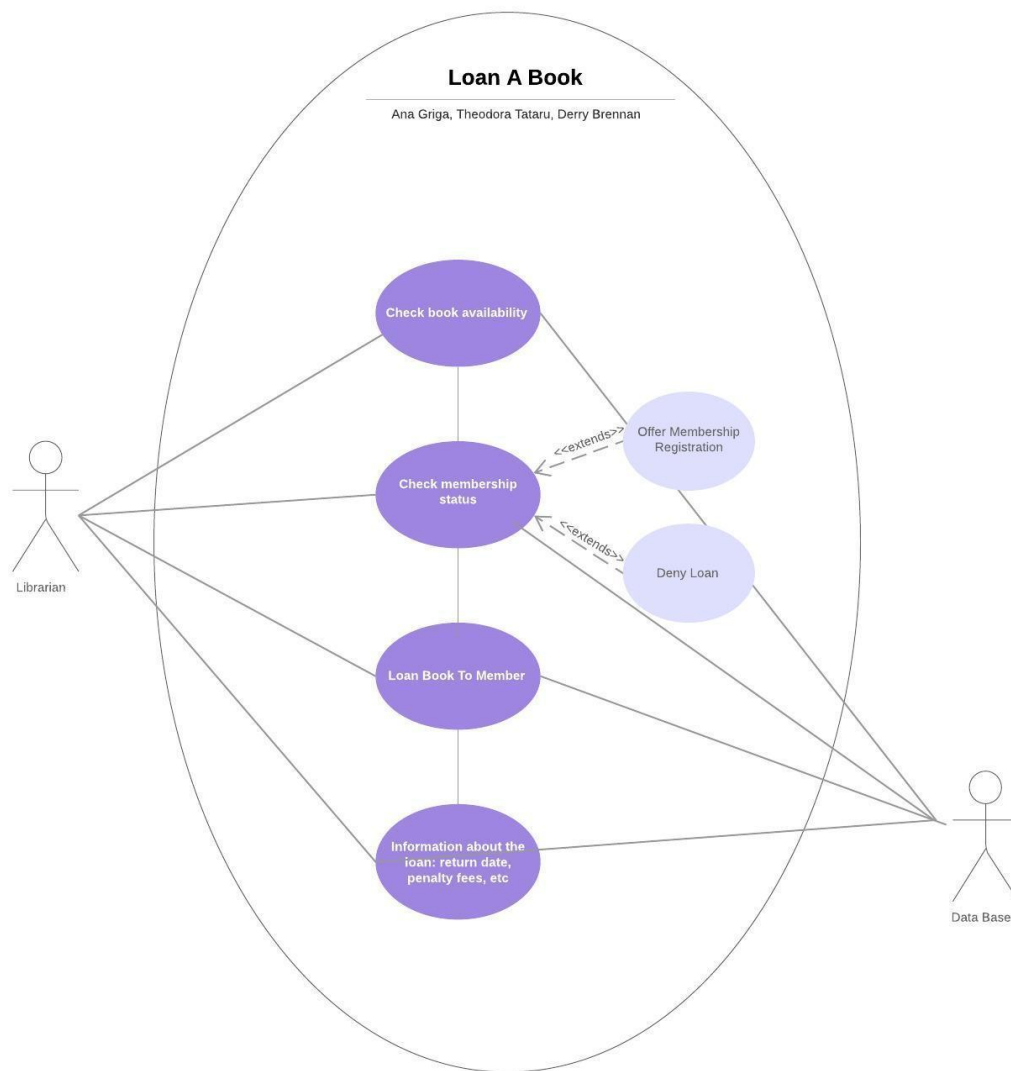 Loan A Book
Ana Griga, Theodora Tataru, Derry Brennan
Check book availability
<<extends>>
Offer Membership
Registration
Check membership
status
<<extends>>
Deny Loan
Librarian
Loan Book To Member
Information about the
loan: return date,
penalty fees, etc
Data Base